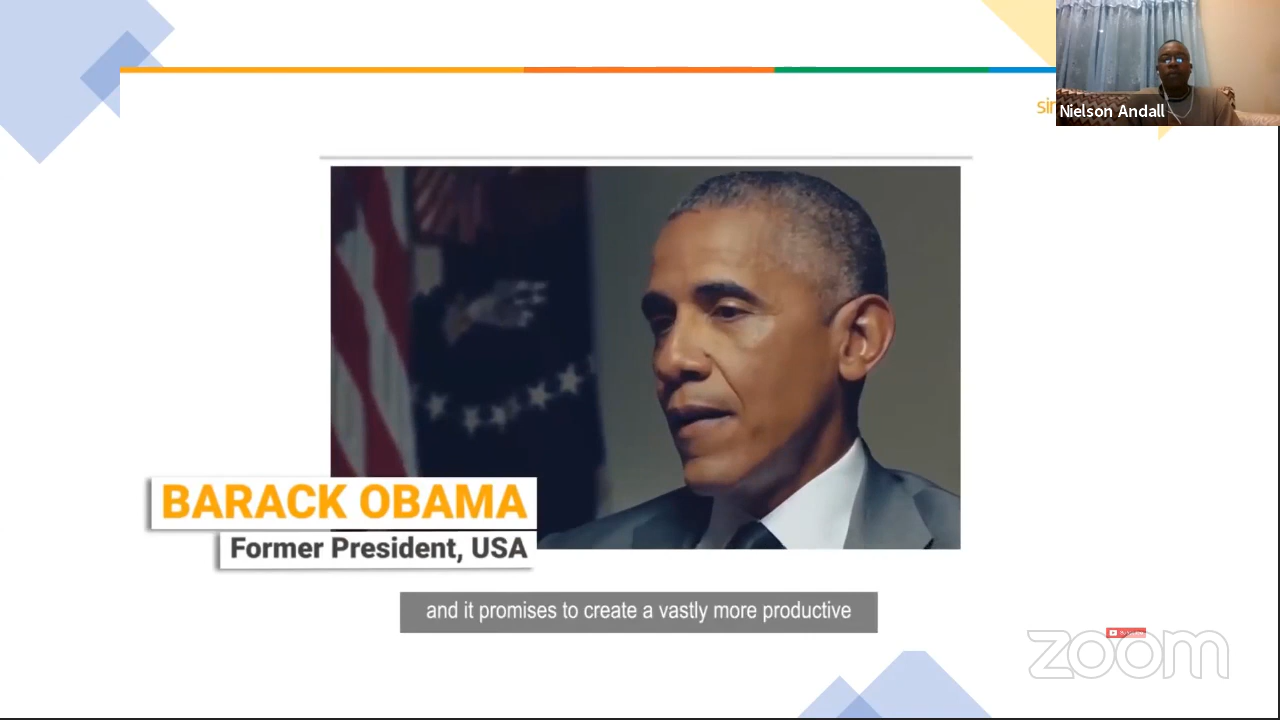 Nielson Andall
BARACK OBAMA
Former President, USA
and it promises to create a vastly more productive
zoom